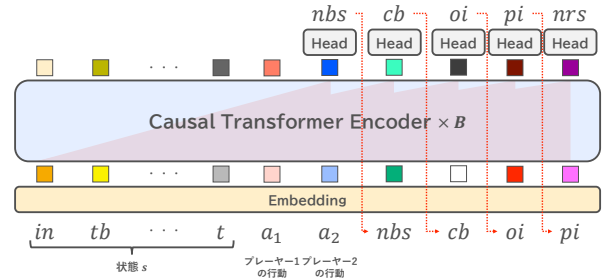 nbs cb oi pi nrs
Head Head Head Head Head
. . .
Causal Transformer Encoder × B
. . .
Embedding
in tb . . . t a₁ a₂ nbs cb oi pi
状態 s
プレーヤー1 プレーヤー2
の行動 の行動